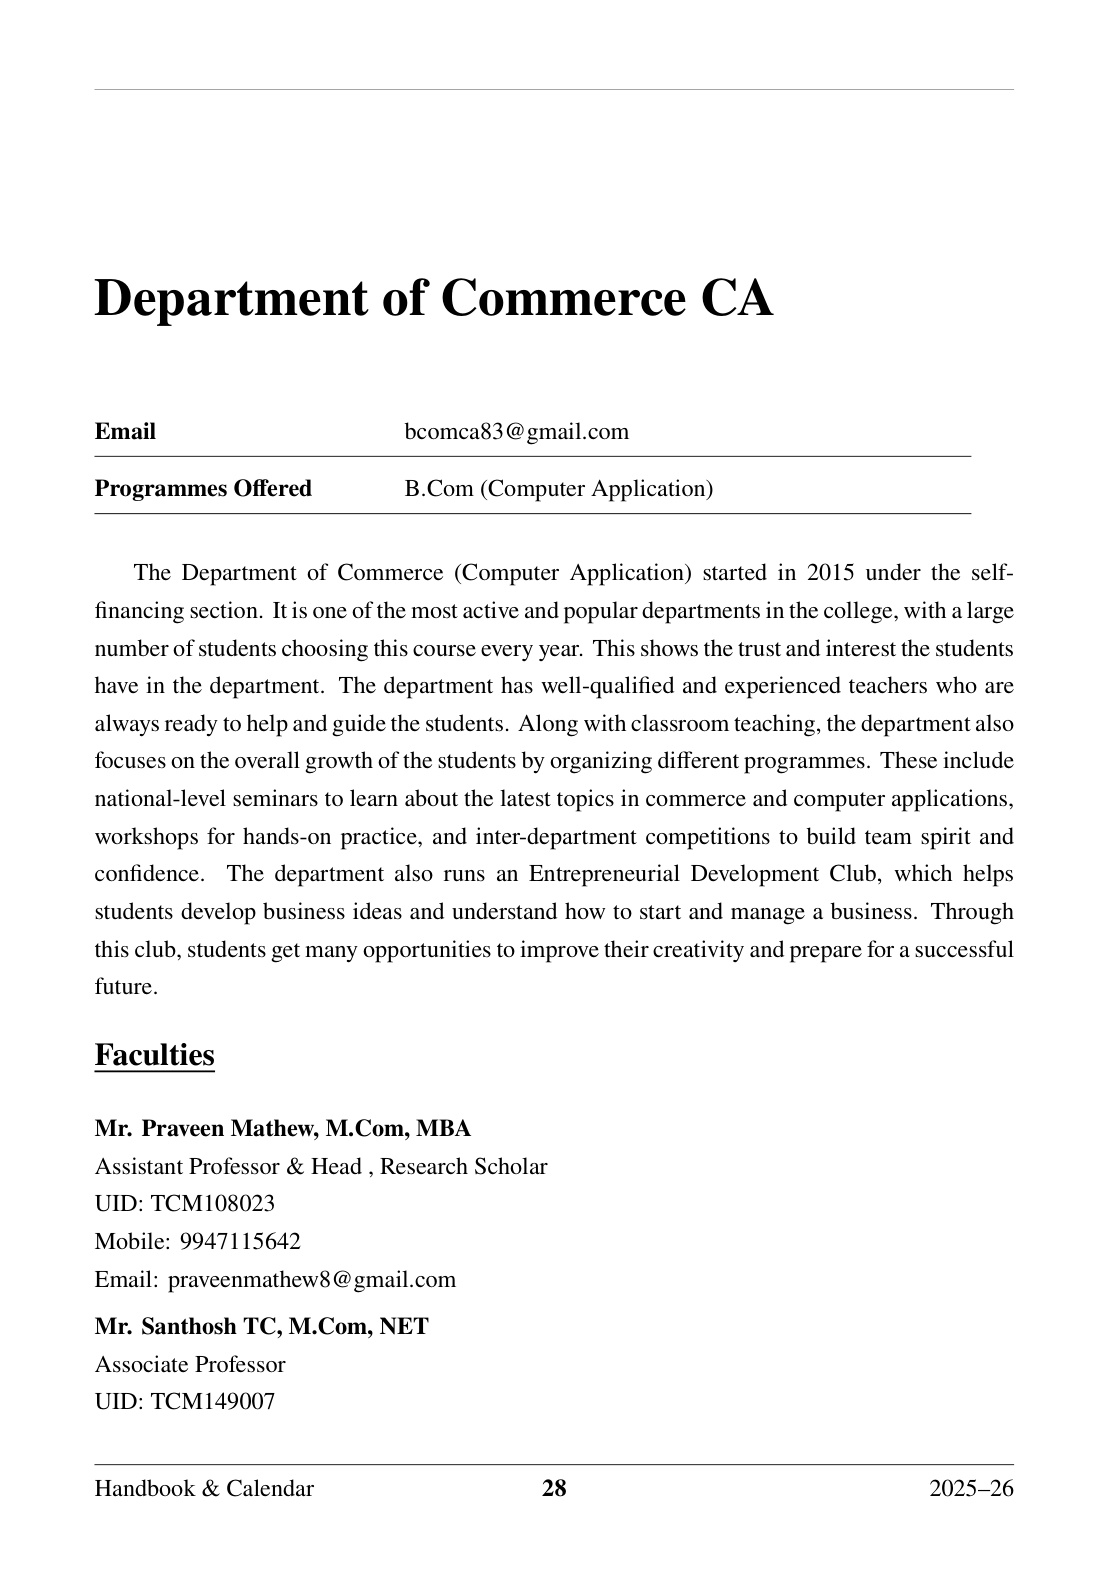 Department of Commerce CA
Email bcomca83@gmail.com
Programmes Offered B.Com (Computer Application)
The Department of Commerce (Computer Application) started in 2015 under the self-
financing section. It is one of the most active and popular departments in the college, with a large
number of students choosing this course every year. This shows the trust and interest the students
have in the department. The department has well-qualified and experienced teachers who are
always ready to help and guide the students. Along with classroom teaching, the department also
focuses on the overall growth of the students by organizing different programmes. These include
national-level seminars to learn about the latest topics in commerce and computer applications,
workshops for hands-on practice, and inter-department competitions to build team spirit and
confidence. The department also runs an Entrepreneurial Development Club, which helps
students develop business ideas and understand how to start and manage a business. Through
this club, students get many opportunities to improve their creativity and prepare for a successful
future.
Faculties
Mr. Praveen Mathew, M.Com, MBA
Assistant Professor & Head , Research Scholar
UID: TCM108023
Mobile: 9947115642
Email: praveenmathew8@gmail.com
Mr. Santhosh TC, M.Com, NET
Associate Professor
UID: TCM149007
Handbook & Calendar 28 2025–26